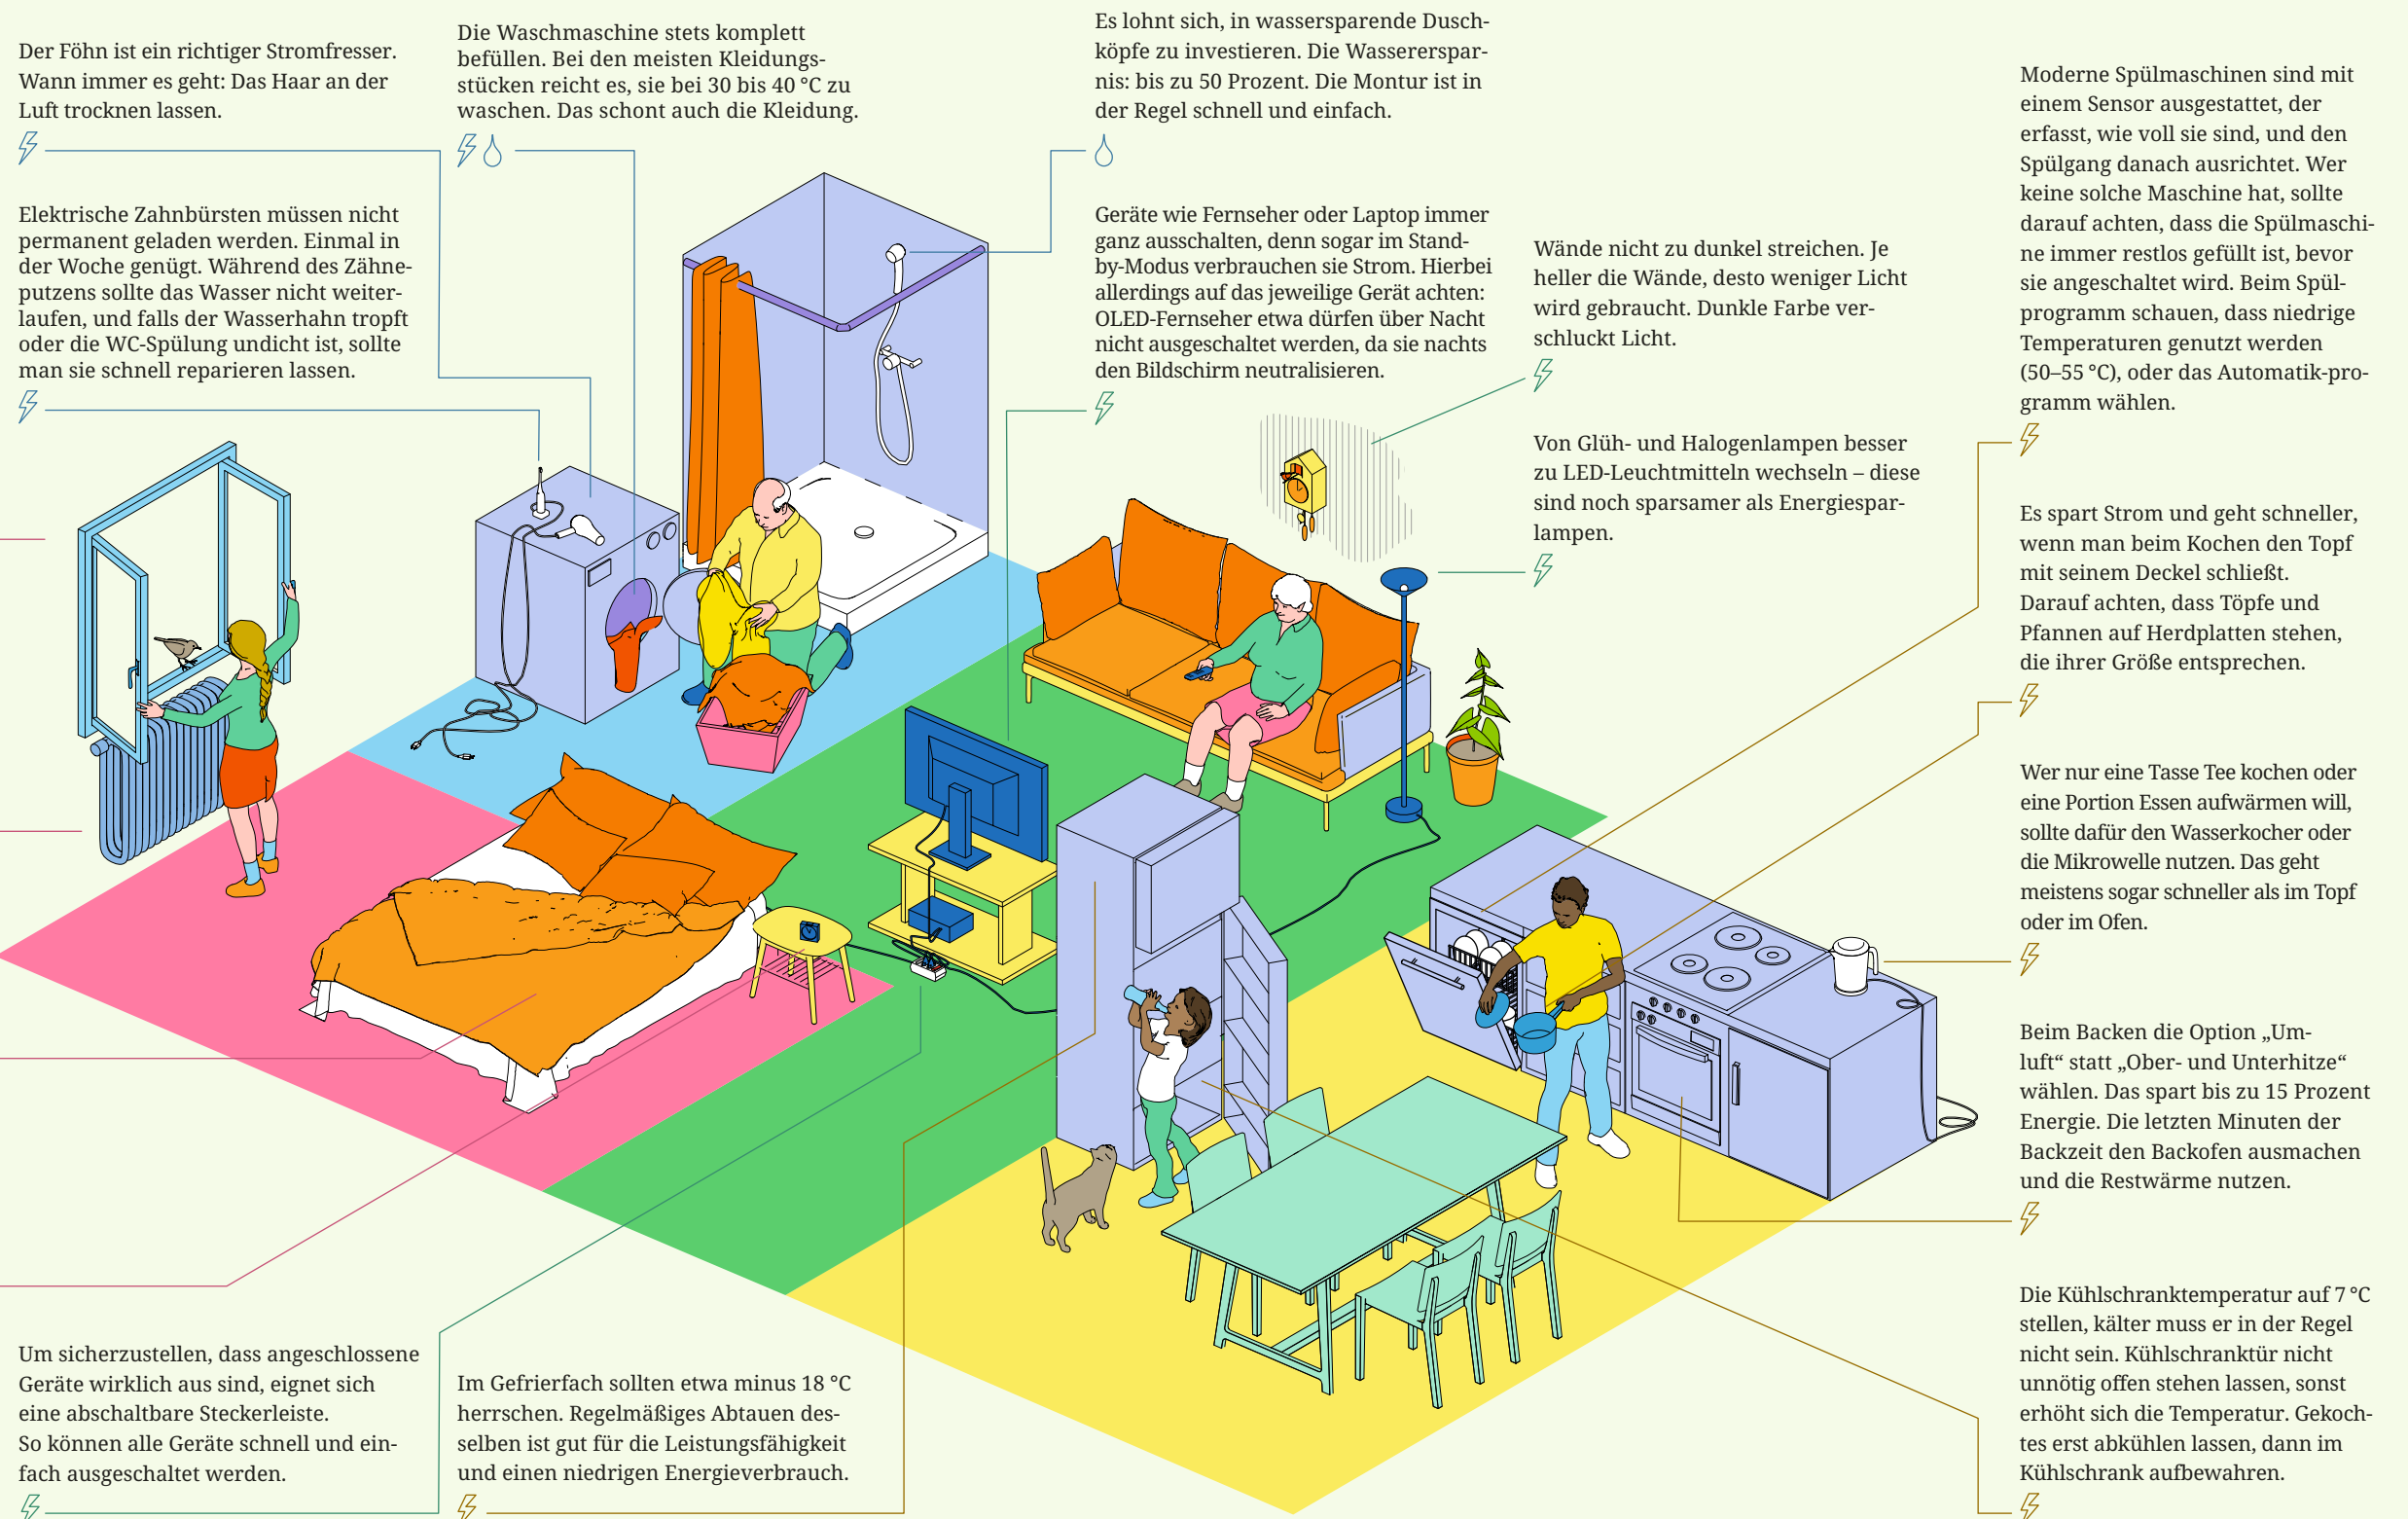 Der Föhn ist ein richtiger Stromfresser.
Wann immer es geht: Das Haar an der
Luft trocknen lassen.
Elektrische Zahnbürsten müssen nicht
permanent geladen werden. Einmal in
der Woche genügt. Während des Zähne-
putzens sollte das Wasser nicht weiter-
laufen, und falls der Wasserhahn tropft
oder die WC-Spülung undicht ist, sollte
man sie schnell reparieren lassen.
Die Waschmaschine stets komplett
befüllen. Bei den meisten Kleidungs-
stücken reicht es, sie bei 30 bis 40 °C zu
waschen. Das schont auch die Kleidung.
Es lohnt sich, in wassersparende Dusch-
köpfe zu investieren. Die Wasserersparn-
nis: bis zu 50 Prozent. Die Montur ist in
der Regel schnell und einfach.
Geräte wie Fernseher oder Laptop immer
ganz ausschalten, denn sogar im Stand-
by-Modus verbrauchen sie Strom. Hierbei
allerdings auf das jeweilige Gerät achten:
OLED-Fernseher etwa dürfen über Nacht
nicht ausgeschaltet werden, da sie nachts
den Bildschirm neutralisieren.
Wände nicht zu dunkel streichen. Je
heller die Wände, desto weniger Licht
wird gebraucht. Dunkle Farbe ver-
schluckt Licht.
Von Glüh- und Halogenlampen besser
zu LED-Leuchtmitteln wechseln – diese
sind noch sparsamer als Energiespar-
lampen.
Moderne Spülmaschinen sind mit
einem Sensor ausgestattet, der
erfasst, wie voll sie sind, und den
Spülgang danach ausrichtet. Wer
keine solche Maschine hat, sollte
darauf achten, dass die Spülmaschi-
ne immer restlos gefüllt ist, bevor
sie angeschaltet wird. Beim Spül-
programm schauen, dass niedrige
Temperaturen genutzt werden
(50–55 °C), oder das Automatik-pro-
gramm wählen.
Es spart Strom und geht schneller,
wenn man beim Kochen den Topf
mit seinem Deckel schließt.
Darauf achten, dass Töpfe und
Pfannen auf Herdplatten stehen,
die ihrer Größe entsprechen.
Wer nur eine Tasse Tee kochen oder
eine Portion Essen aufwärmen will,
sollte dafür den Wasserkocher oder
die Mikrowelle nutzen. Das geht
meistens sogar schneller als im Topf
oder im Ofen.
Beim Backen die Option „Um-
luft“ statt „Ober- und Unterhitze“
wählen. Das spart bis zu 15 Prozent
Energie. Die letzten Minuten der
Backzeit den Backofen ausmachen
und die Restwärme nutzen.
Die Kühlschranktemperatur auf 7 °C
stellen, kälter muss er in der Regel
nicht sein. Kühlschranktür nicht
unnötig offen stehen lassen, sonst
erhöht sich die Temperatur. Gekoch-
tes erst abkühlen lassen, dann im
Kühlschrank aufbewahren.
Um sicherzustellen, dass angeschlossene
Geräte wirklich aus sind, eignet sich
eine abschaltbare Steckerleiste.
So können alle Geräte schnell und ein-
fach ausgeschaltet werden.
Im Gefrierfach sollten etwa minus 18 °C
herrschen. Regelmäßiges Abtauen des-
selben ist gut für die Leistungsfähigkeit
und einen niedrigen Energieverbrauch.